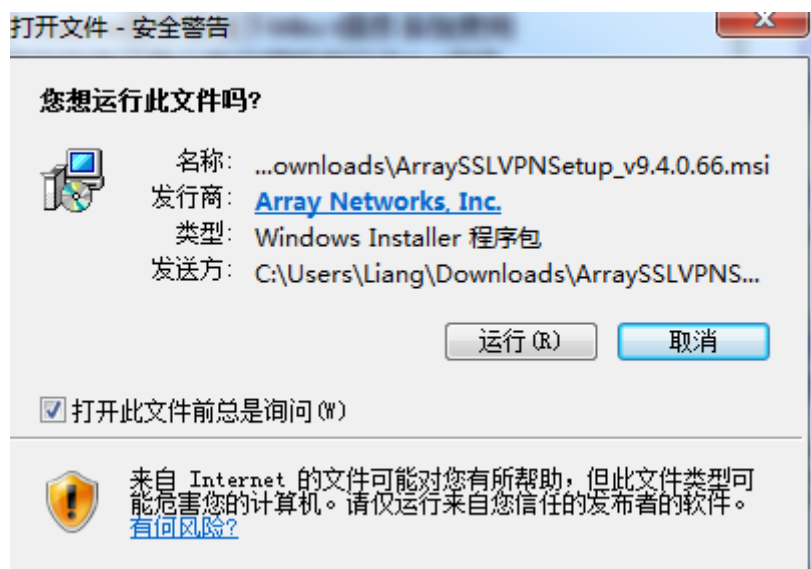 打开文件 - 安全警告
您想运行此文件吗?
名称: ...ownloads\ArraySSLVPNSetup_v9.4.0.66.msi
发行商: Array Networks, Inc.
类型: Windows Installer 程序包
发送方: C:\Users\Liang\Downloads\ArraySSLVPNS...
运行(R) 取消
打开此文件前总是询问(W)
来自 Internet 的文件可能对您有所帮助，但此文件类型可
能危害您的计算机。请仅运行来自您信任的发布者的软件。
有何风险?